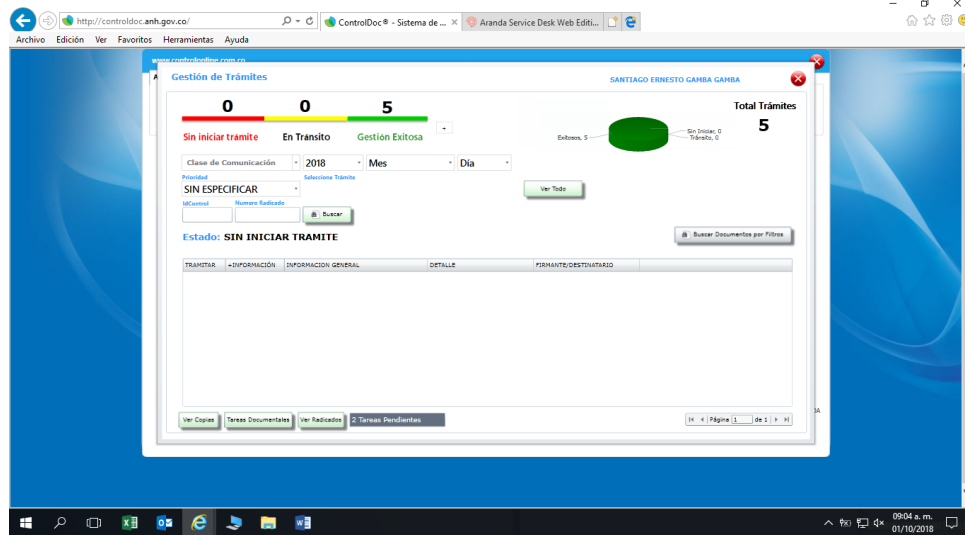 http://controldoc.anh.gov.co/
ControlDoc® - Sistema de ...
Aranda Service Desk Web Editi...
Archivo Edición Ver Favoritos Herramientas Ayuda
www.controlonline.com.co
Gestión de Trámites
SANTIAGO ERNESTO GAMBA GAMBA
0 0 5
Sin iniciar trámite En Tránsito Gestión Exitosa
Exitosos, 5
Sin Iniciar, 0
Tránsito, 0
Total Trámites
5
Clase de Comunicación 2018 Mes Día
Prioridad Seleccione Trámite
SIN ESPECIFICAR
Ver Todo
IdControl Numero Radicado
Buscar
Estado: SIN INICIAR TRAMITE
Buscar Documentos por Filtros
TRAMITAR +INFORMACIÓN INFORMACION GENERAL DETALLE FIRMANTE/DESTINATARIO
Ver Copias Tareas Documentales Ver Radicados 2 Tareas Pendientes
Página 1 de 1
09:04 a. m.
01/10/2018